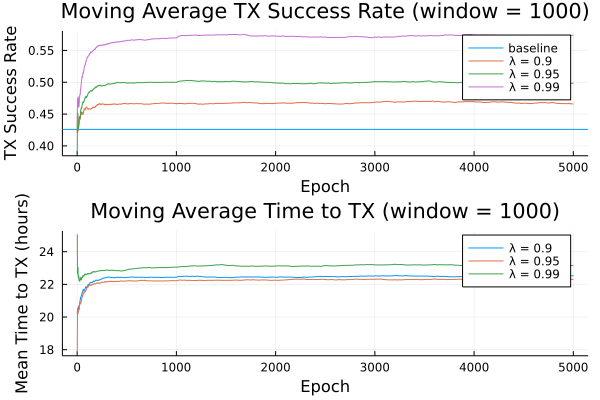 Moving Average TX Success Rate (window = 1000)
TX Success Rate
0.55
0.50
0.45
0.40
baseline
λ = 0.9
λ = 0.95
λ = 0.99
0 1000 2000 3000 4000 5000
Epoch
Moving Average Time to TX (window = 1000)
Mean Time to TX (hours)
24
22
20
18
λ = 0.9
λ = 0.95
λ = 0.99
0 1000 2000 3000 4000 5000
Epoch